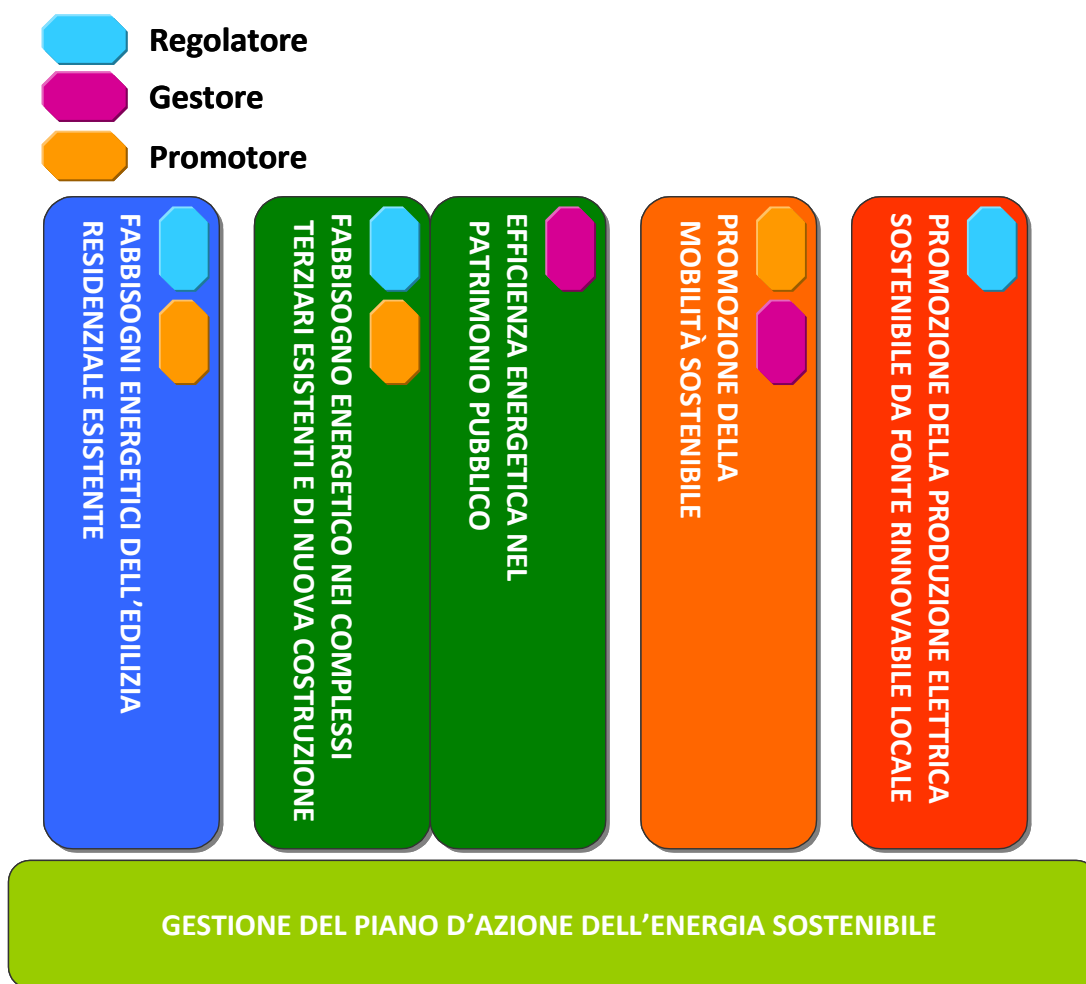 Regolatore
Gestore
Promotore
FABBISOGNI ENERGETICI DELL'EDILIZIA
RESIDENZIALE ESISTENTE
FABBISOGNO ENERGETICO NEI COMPLESSI
TERZIARI ESISTENTI E DI NUOVA COSTRUZIONE
EFFICIENZA ENERGETICA NEL
PATRIMONIO PUBBLICO
PROMOZIONE DELLA
MOBILITÀ SOSTENIBILE
PROMOZIONE DELLA PRODUZIONE ELETTRICA
SOSTENIBILE DA FONTE RINNOVABILE LOCALE
GESTIONE DEL PIANO D’AZIONE DELL’ENERGIA SOSTENIBILE